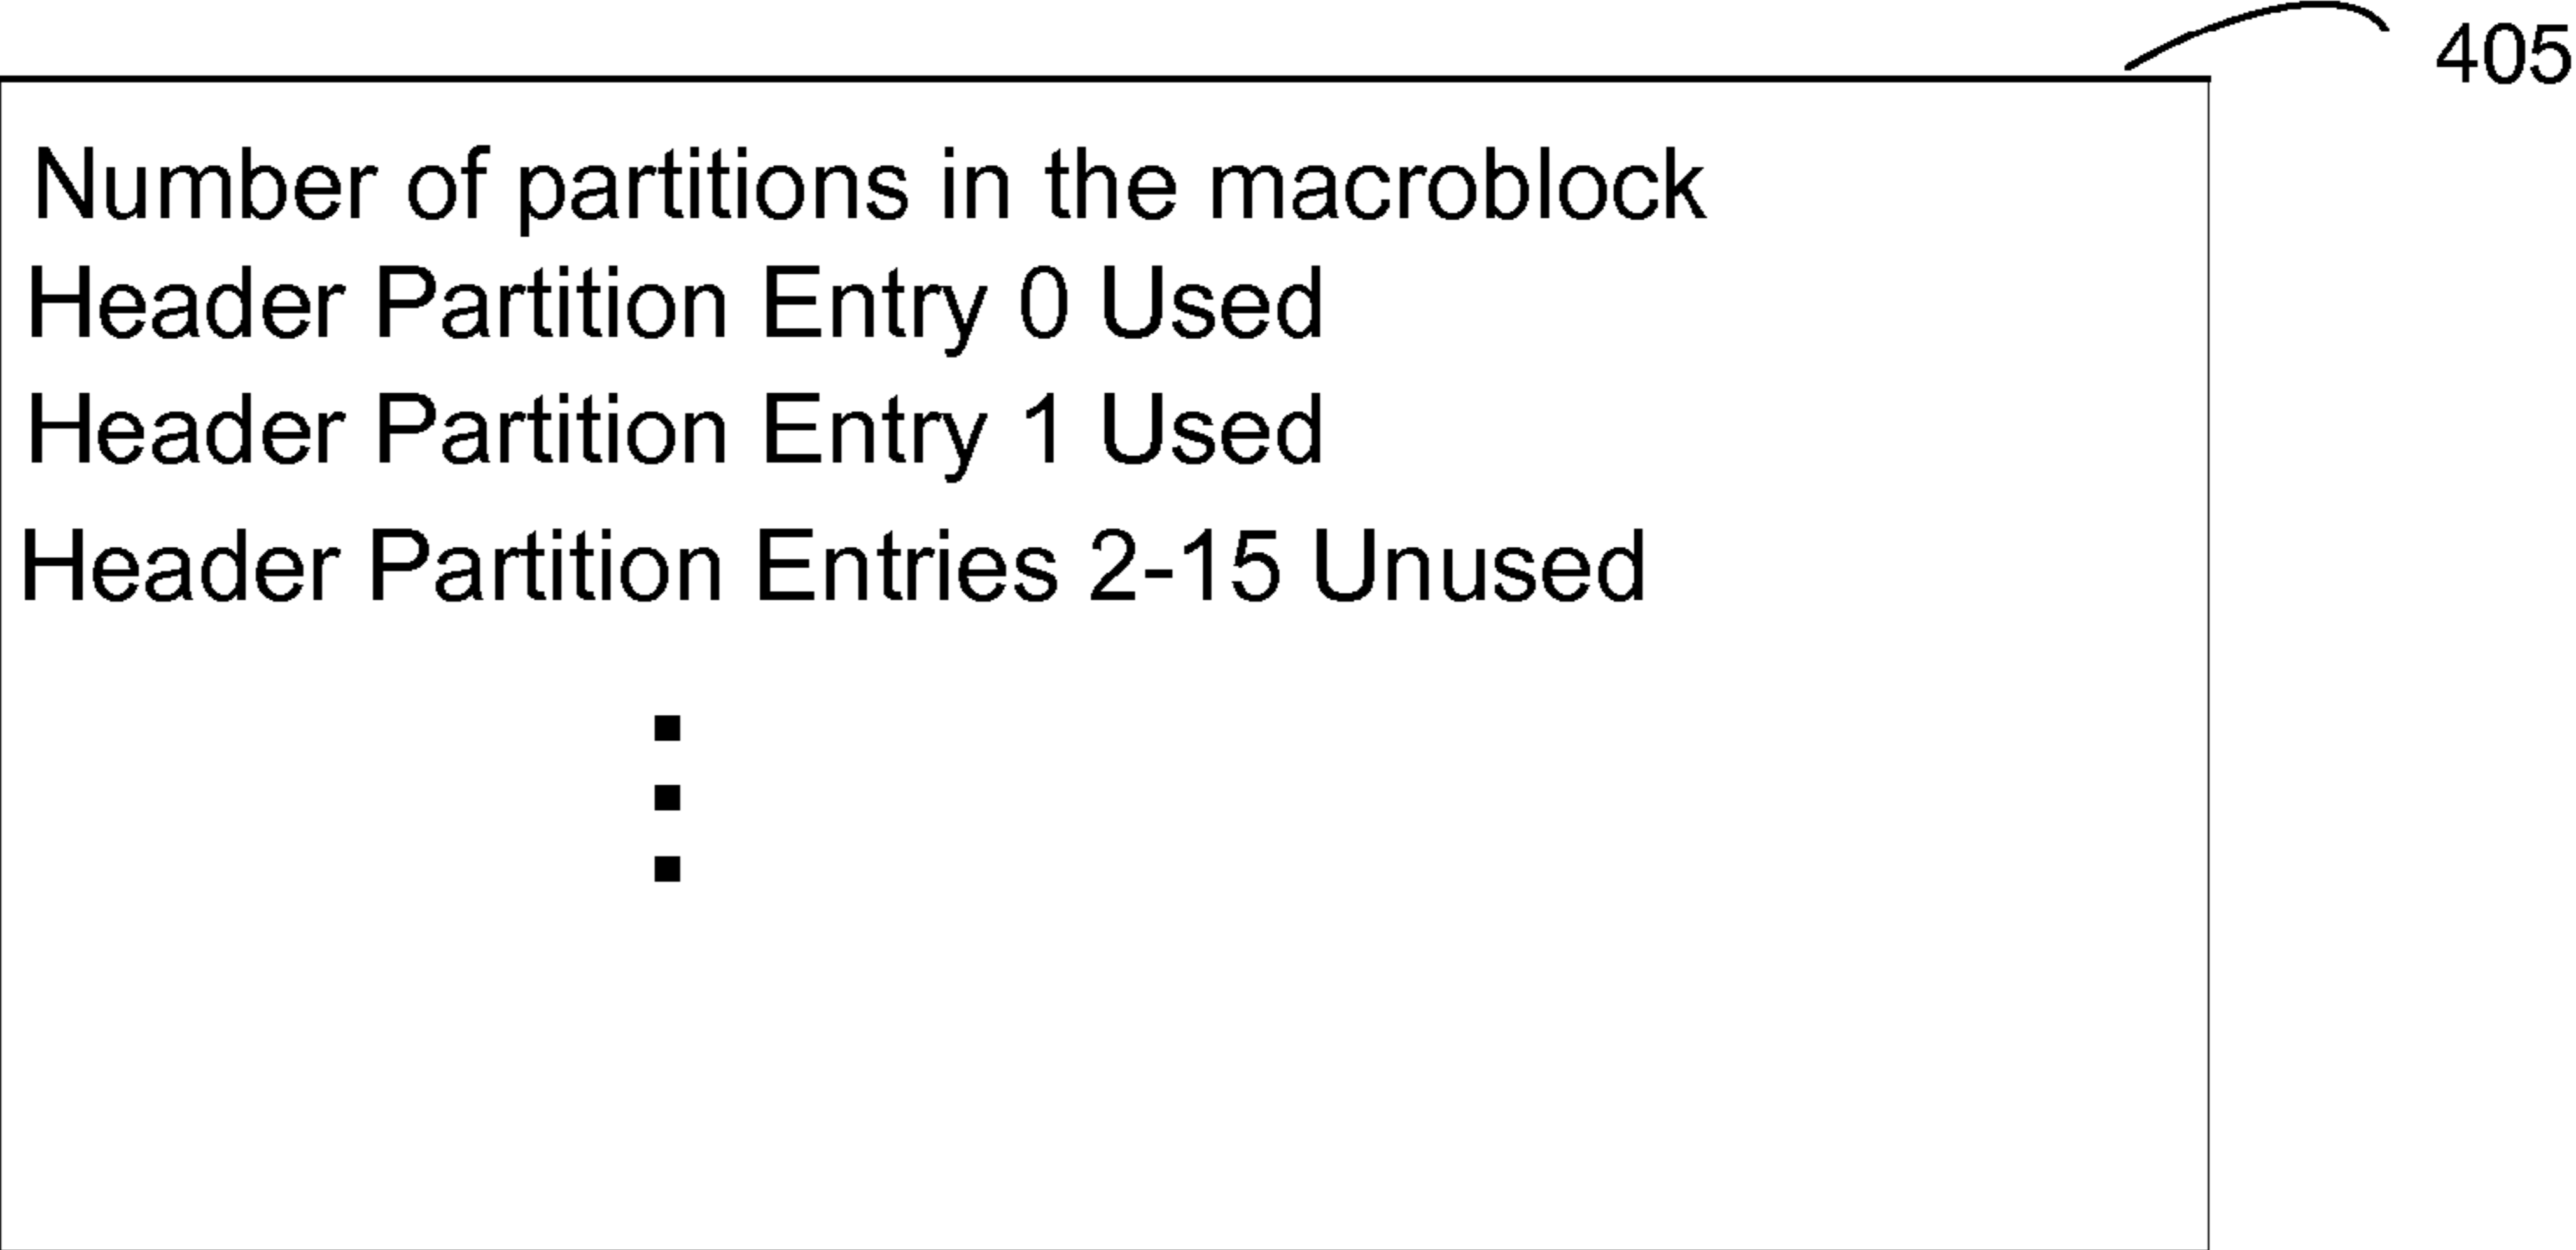 405
Number of partitions in the macroblock
Header Partition Entry 0 Used
Header Partition Entry 1 Used
Header Partition Entries 2-15 Unused